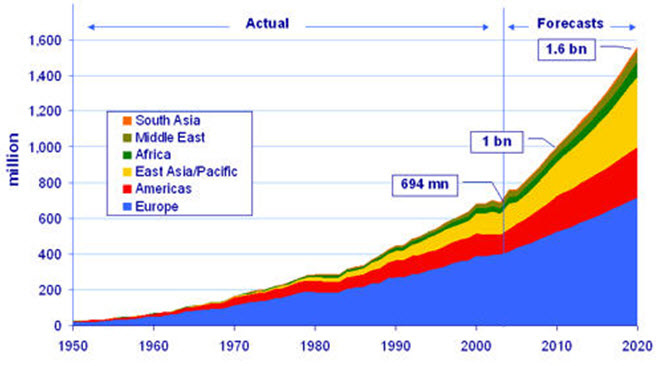 Actual
Forecasts
1,600
1,400
1,200
1,000
800
600
400
200
0
million
1.6 bn
1 bn
694 mn
South Asia
Middle East
Africa
East Asia/Pacific
Americas
Europe
1950 1960 1970 1980 1990 2000 2010 2020